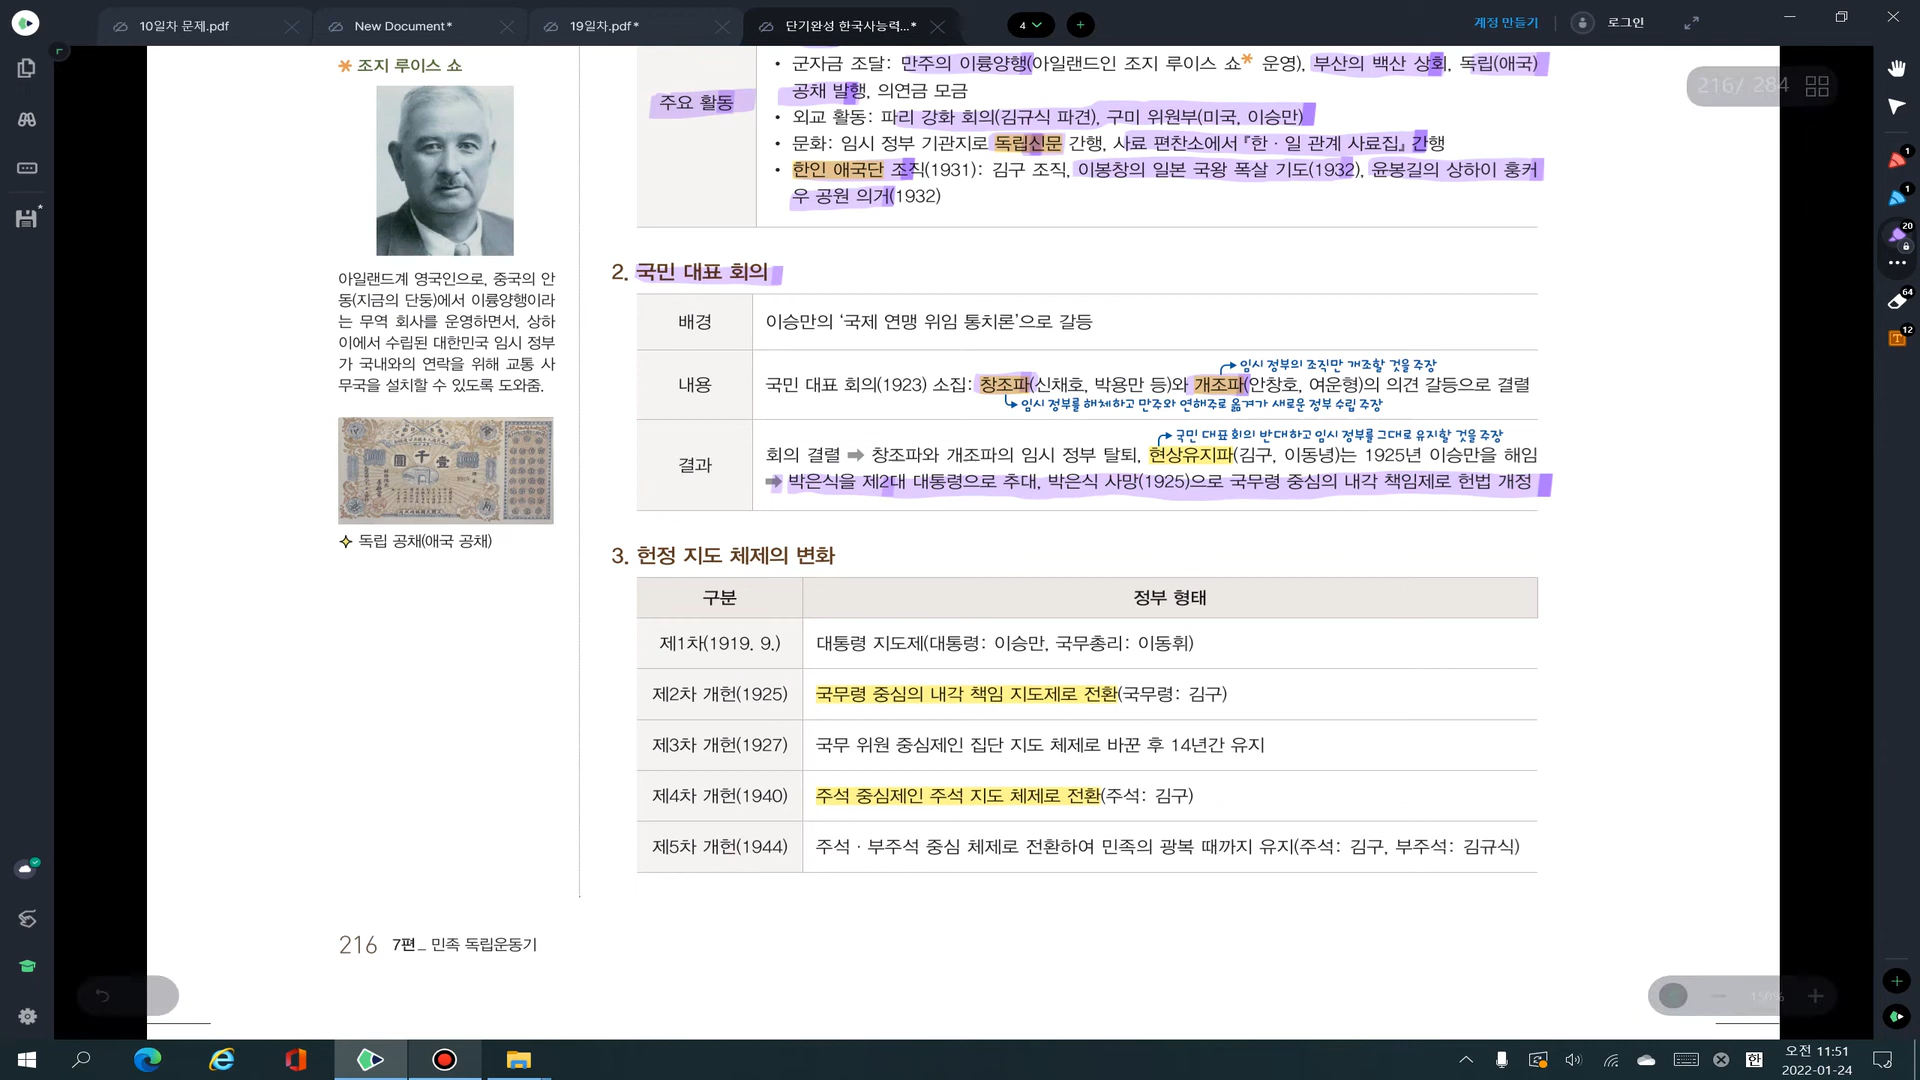 10일차 문제.pdf
New Document*
19일차.pdf*
단기완성 한국사능력...*
4
계정 만들기
로그인
216/ 284
조지 루이스 쇼
아일랜드계 영국인으로, 중국의 안
동(지금의 단둥)에서 이륭양행이라
는 무역 회사를 운영하면서, 상하
이에서 수립된 대한민국 임시 정부
가 국내와의 연락을 위해 교통 사
무국을 설치할 수 있도록 도와줌.
독립 공채(애국 공채)
주요 활동
• 군자금 조달: 만주의 이륭양행(아일랜드인 조지 루이스 쇼* 운영), 부산의 백산 상회, 독립(애국)
공채 발행, 의연금 모금
• 외교 활동: 파리 강화 회의(김규식 파견), 구미 위원부(미국, 이승만)
• 문화: 임시 정부 기관지로 독립신문 간행, 사료 편찬소에서 『한·일 관계 사료집』 간행
• 한인 애국단 조직(1931): 김구 조직, 이봉창의 일본 국왕 폭살 기도(1932), 윤봉길의 상하이 훙커
우 공원 의거(1932)
2. 국민 대표 회의
배경
이승만의 ‘국제 연맹 위임 통치론’으로 갈등
내용
임시 정부의 조직만 개조할 것을 주장
국민 대표 회의(1923) 소집: 창조파(신채호, 박용만 등)와 개조파(안창호, 여운형)의 의견 갈등으로 결렬
임시 정부를 해체하고 만주와 연해주로 옮겨가 새로운 정부 수립 주장
결과
국민 대표 회의 반대하고 임시 정부를 그대로 유지할 것을 주장
회의 결렬 ➡ 창조파와 개조파의 임시 정부 탈퇴, 현상유지파(김구, 이동녕)는 1925년 이승만을 해임
➡ 박은식을 제2대 대통령으로 추대, 박은식 사망(1925)으로 국무령 중심의 내각 책임제로 헌법 개정
3. 헌정 지도 체제의 변화
구분 정부 형태
제1차(1919. 9.) 대통령 지도제(대통령: 이승만, 국무총리: 이동휘)
제2차 개헌(1925) 국무령 중심의 내각 책임 지도제로 전환(국무령: 김구)
제3차 개헌(1927) 국무 위원 중심제인 집단 지도 체제로 바꾼 후 14년간 유지
제4차 개헌(1940) 주석 중심제인 주석 지도 체제로 전환(주석: 김구)
제5차 개헌(1944) 주석·부주석 중심 체제로 전환하여 민족의 광복 때까지 유지(주석: 김구, 부주석: 김규식)
216 7편_ 민족 독립운동기
150%
1
1
20
64
12
한
오전 11:51
2022-01-24